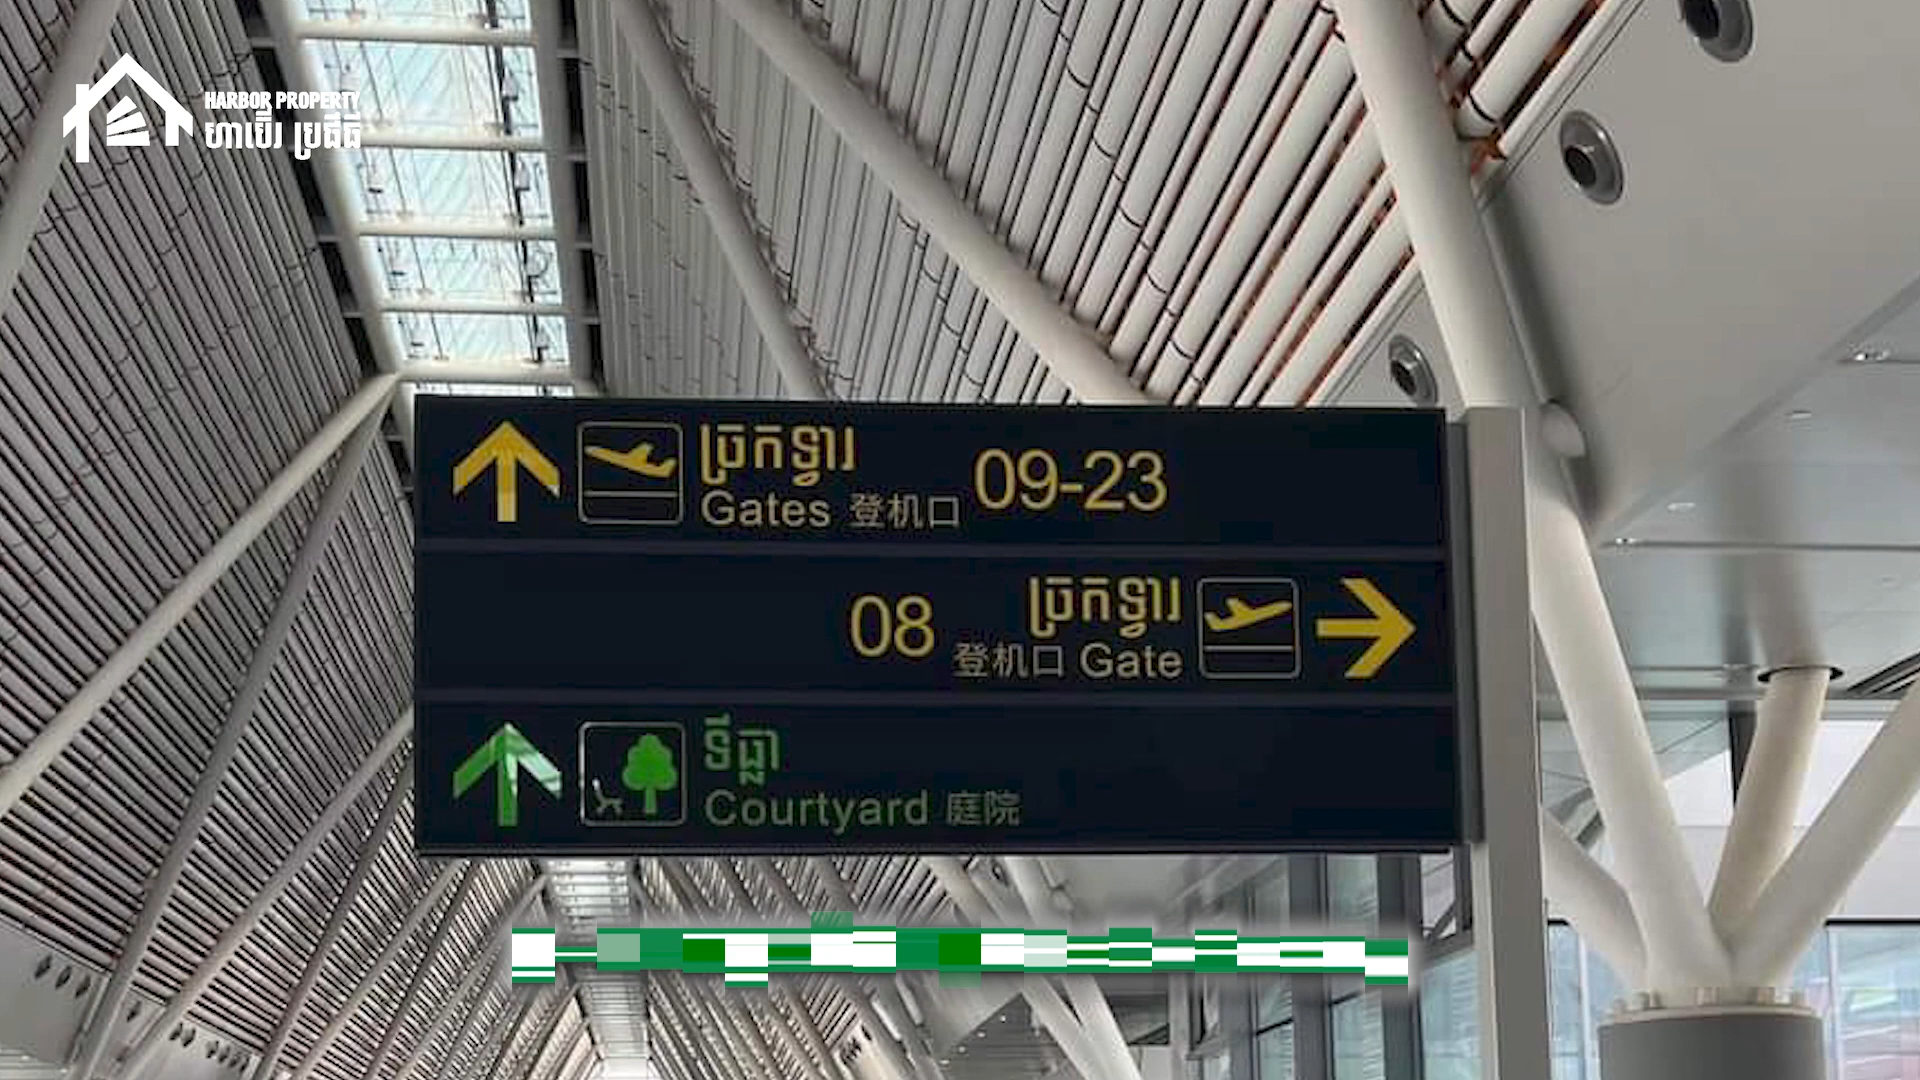 HARBOR PROPERTY
ហាប៊ើរ ប្រផឹធី
ច្រកទ្វារ
Gates 登机口 09-23
08 ច្រកទ្វារ
登机口 Gate
ទីធ្លា
Courtyard 庭院